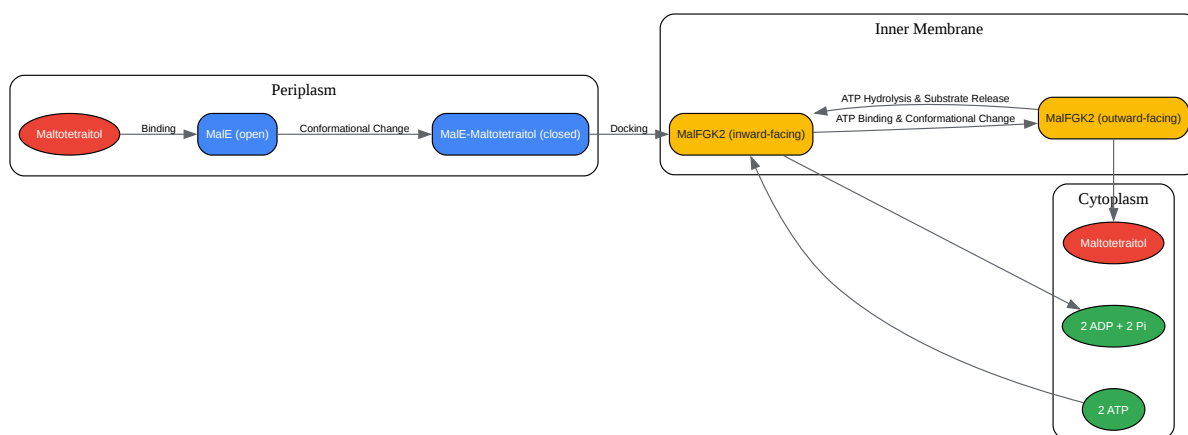 Inner Membrane
Periplasm
ATP Hydrolysis & Substrate Release
ATP Binding & Conformational Change
MalFGK2 (outward-facing)
Maltotetraitol
Binding
MalE (open)
Conformational Change
MalE-Maltotetraitol (closed)
Docking
MalFGK2 (inward-facing)
Cytoplasm
Maltotetraitol
2 ADP + 2 Pi
2 ATP